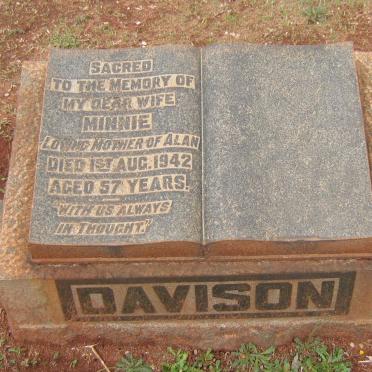 SACRED
TO THE MEMORY OF
MY DEAR WIFE,
MINNIE
LOVING MOTHER OF ALAN
DIED 1ST AUG. 1942
AGED 57 YEARS.
"WITH US ALWAYS
IN THOUGHT."
DAVISON